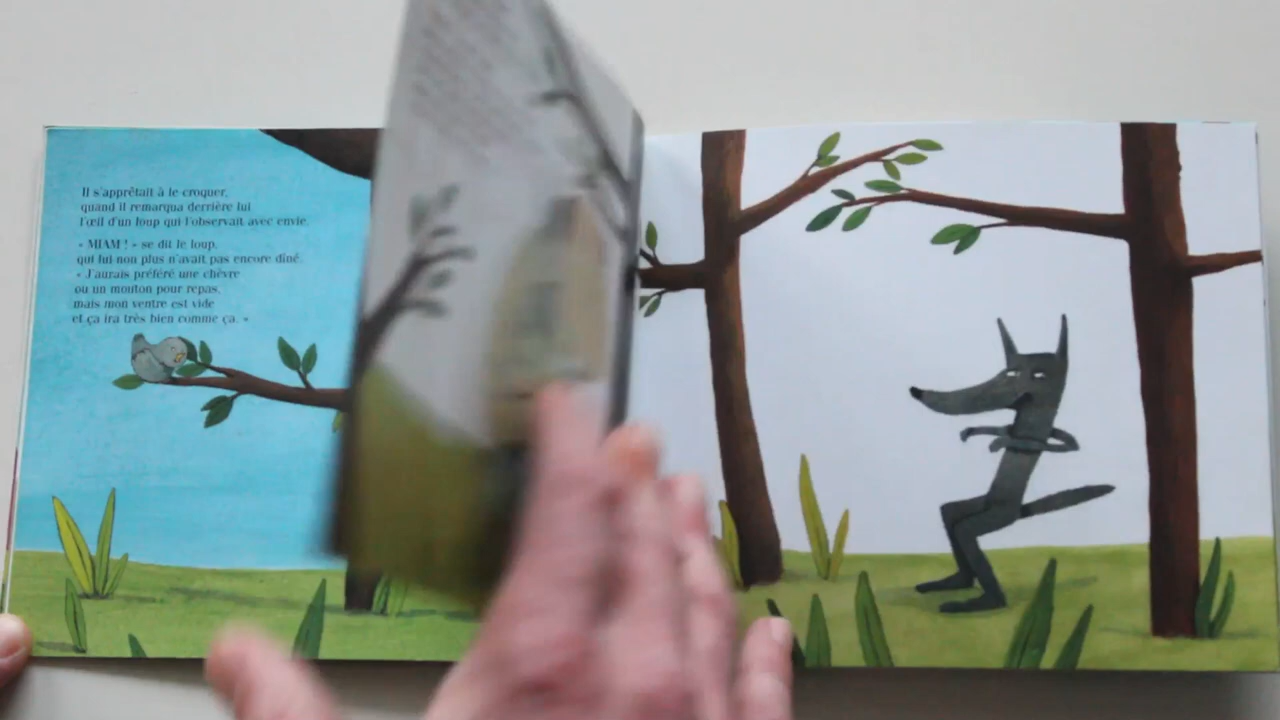 Il s'apprêtait à le croquer,
quand il remarqua derrière lui
l'œil d'un loup qui l'observait avec envie.
« MIAM ! » se dit le loup,
qui lui non plus n'avait pas encore dîné.
« J'aurais préféré une chèvre
ou un mouton pour repas,
mais mon ventre est vide
et ça ira très bien comme ça. »